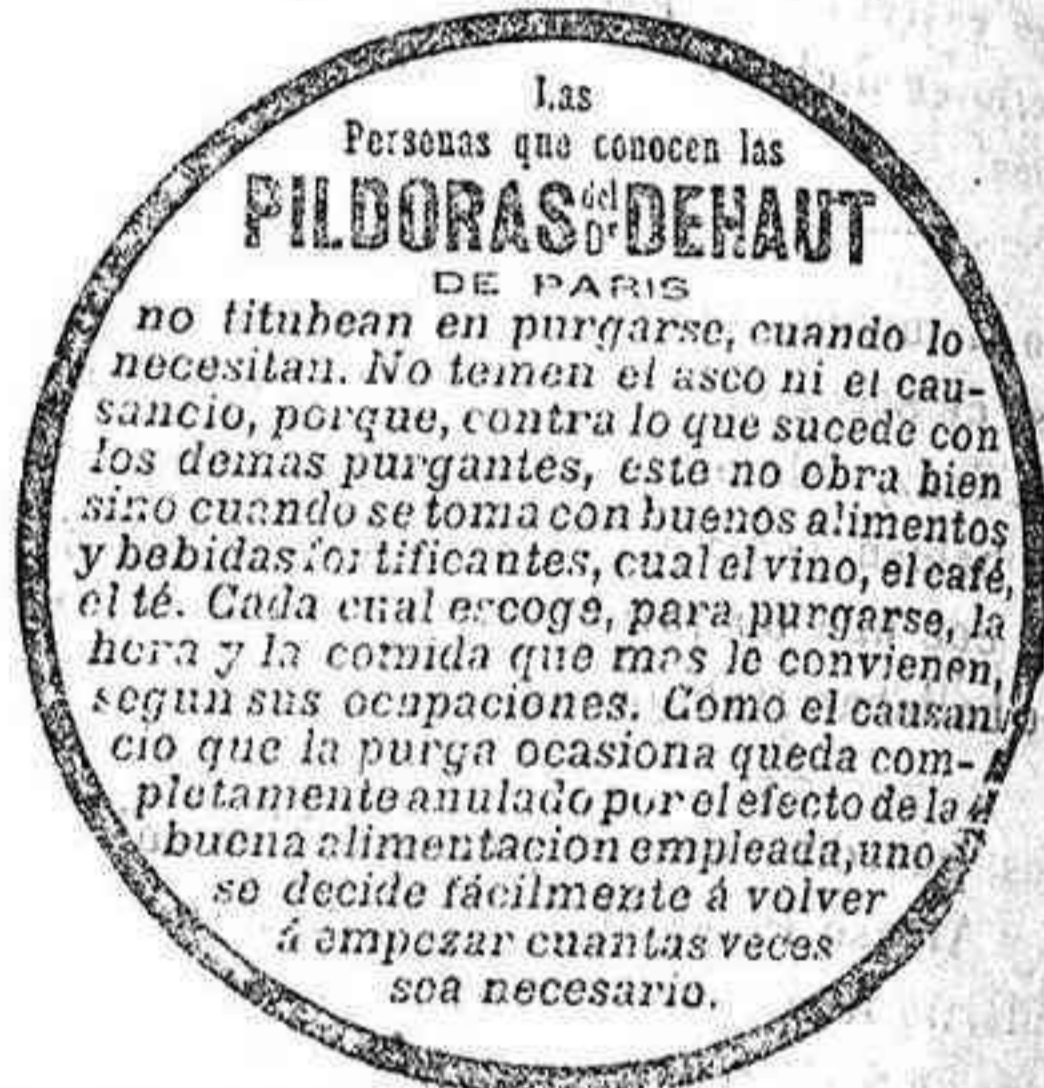 Las
Personas que conocen las
PILDORAS del Dr DEHAUT
DE PARIS
no titubean en purgarse, cuando lo
necesitan. No temen el asco ni el cau-
sancio, porque, contra lo que sucede con
los demas purgantes, este no obra bien
sino cuando se toma con buenos alimentos
y bebidas fortificantes, cual el vino, el café,
el té. Cada cual escoge, para purgarse, la
hora y la comida que mas le convienen,
segun sus ocupaciones. Como el causan
cio que la purga ocasiona queda com-
pletamente anulado por el efecto de la
buena alimentacion empleada, uno
se decide fácilmente á volver
á empezar cuantas veces
sea necesario.